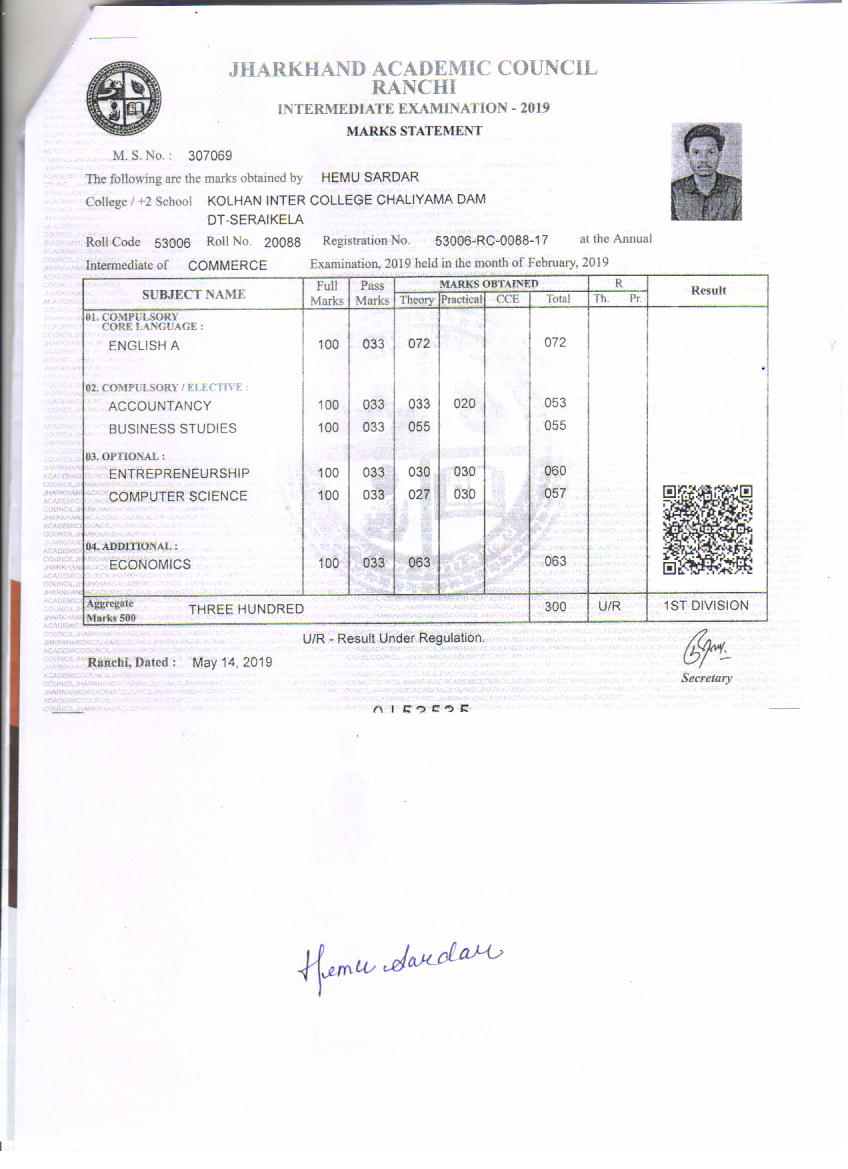 JHARKHAND ACADEMIC COUNCIL
RANCHI
INTERMEDIATE EXAMINATION - 2019
MARKS STATEMENT
M. S. No. : 307069
The following are the marks obtained by HEMU SARDAR
College / +2 School KOLHAN INTER COLLEGE CHALIYAMA DAM
DT-SERAIKELA
Roll Code 53006 Roll No. 20088 Registration No. 53006-RC-0088-17 at the Annual
Intermediate of COMMERCE Examination, 2019 held in the month of February, 2019
SUBJECT NAME Full Marks Pass Marks MARKS OBTAINED R Result
Theory Practical CCE Total Th. Pr.
01. COMPULSORY
CORE LANGUAGE :
ENGLISH A 100 033 072 072
02. COMPULSORY / ELECTIVE :
ACCOUNTANCY 100 033 033 020 053
BUSINESS STUDIES 100 033 055 055
03. OPTIONAL :
ENTREPRENEURSHIP 100 033 030 030 060
COMPUTER SCIENCE 100 033 027 030 057
04. ADDITIONAL :
ECONOMICS 100 033 063 063
Aggregate Marks 500 THREE HUNDRED 300 U/R 1ST DIVISION
U/R - Result Under Regulation.
Ranchi, Dated : May 14, 2019
Secretary
Hemu Sardar